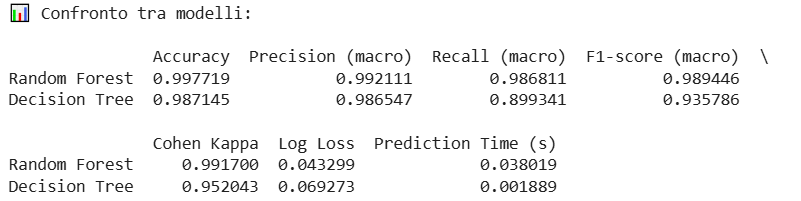 📊 Confronto tra modelli:
Accuracy Precision (macro) Recall (macro) F1-score (macro) \
Random Forest 0.997719 0.992111 0.986811 0.989446
Decision Tree 0.987145 0.986547 0.899341 0.935786
Cohen Kappa Log Loss Prediction Time (s)
Random Forest 0.991700 0.043299 0.038019
Decision Tree 0.952043 0.069273 0.001889